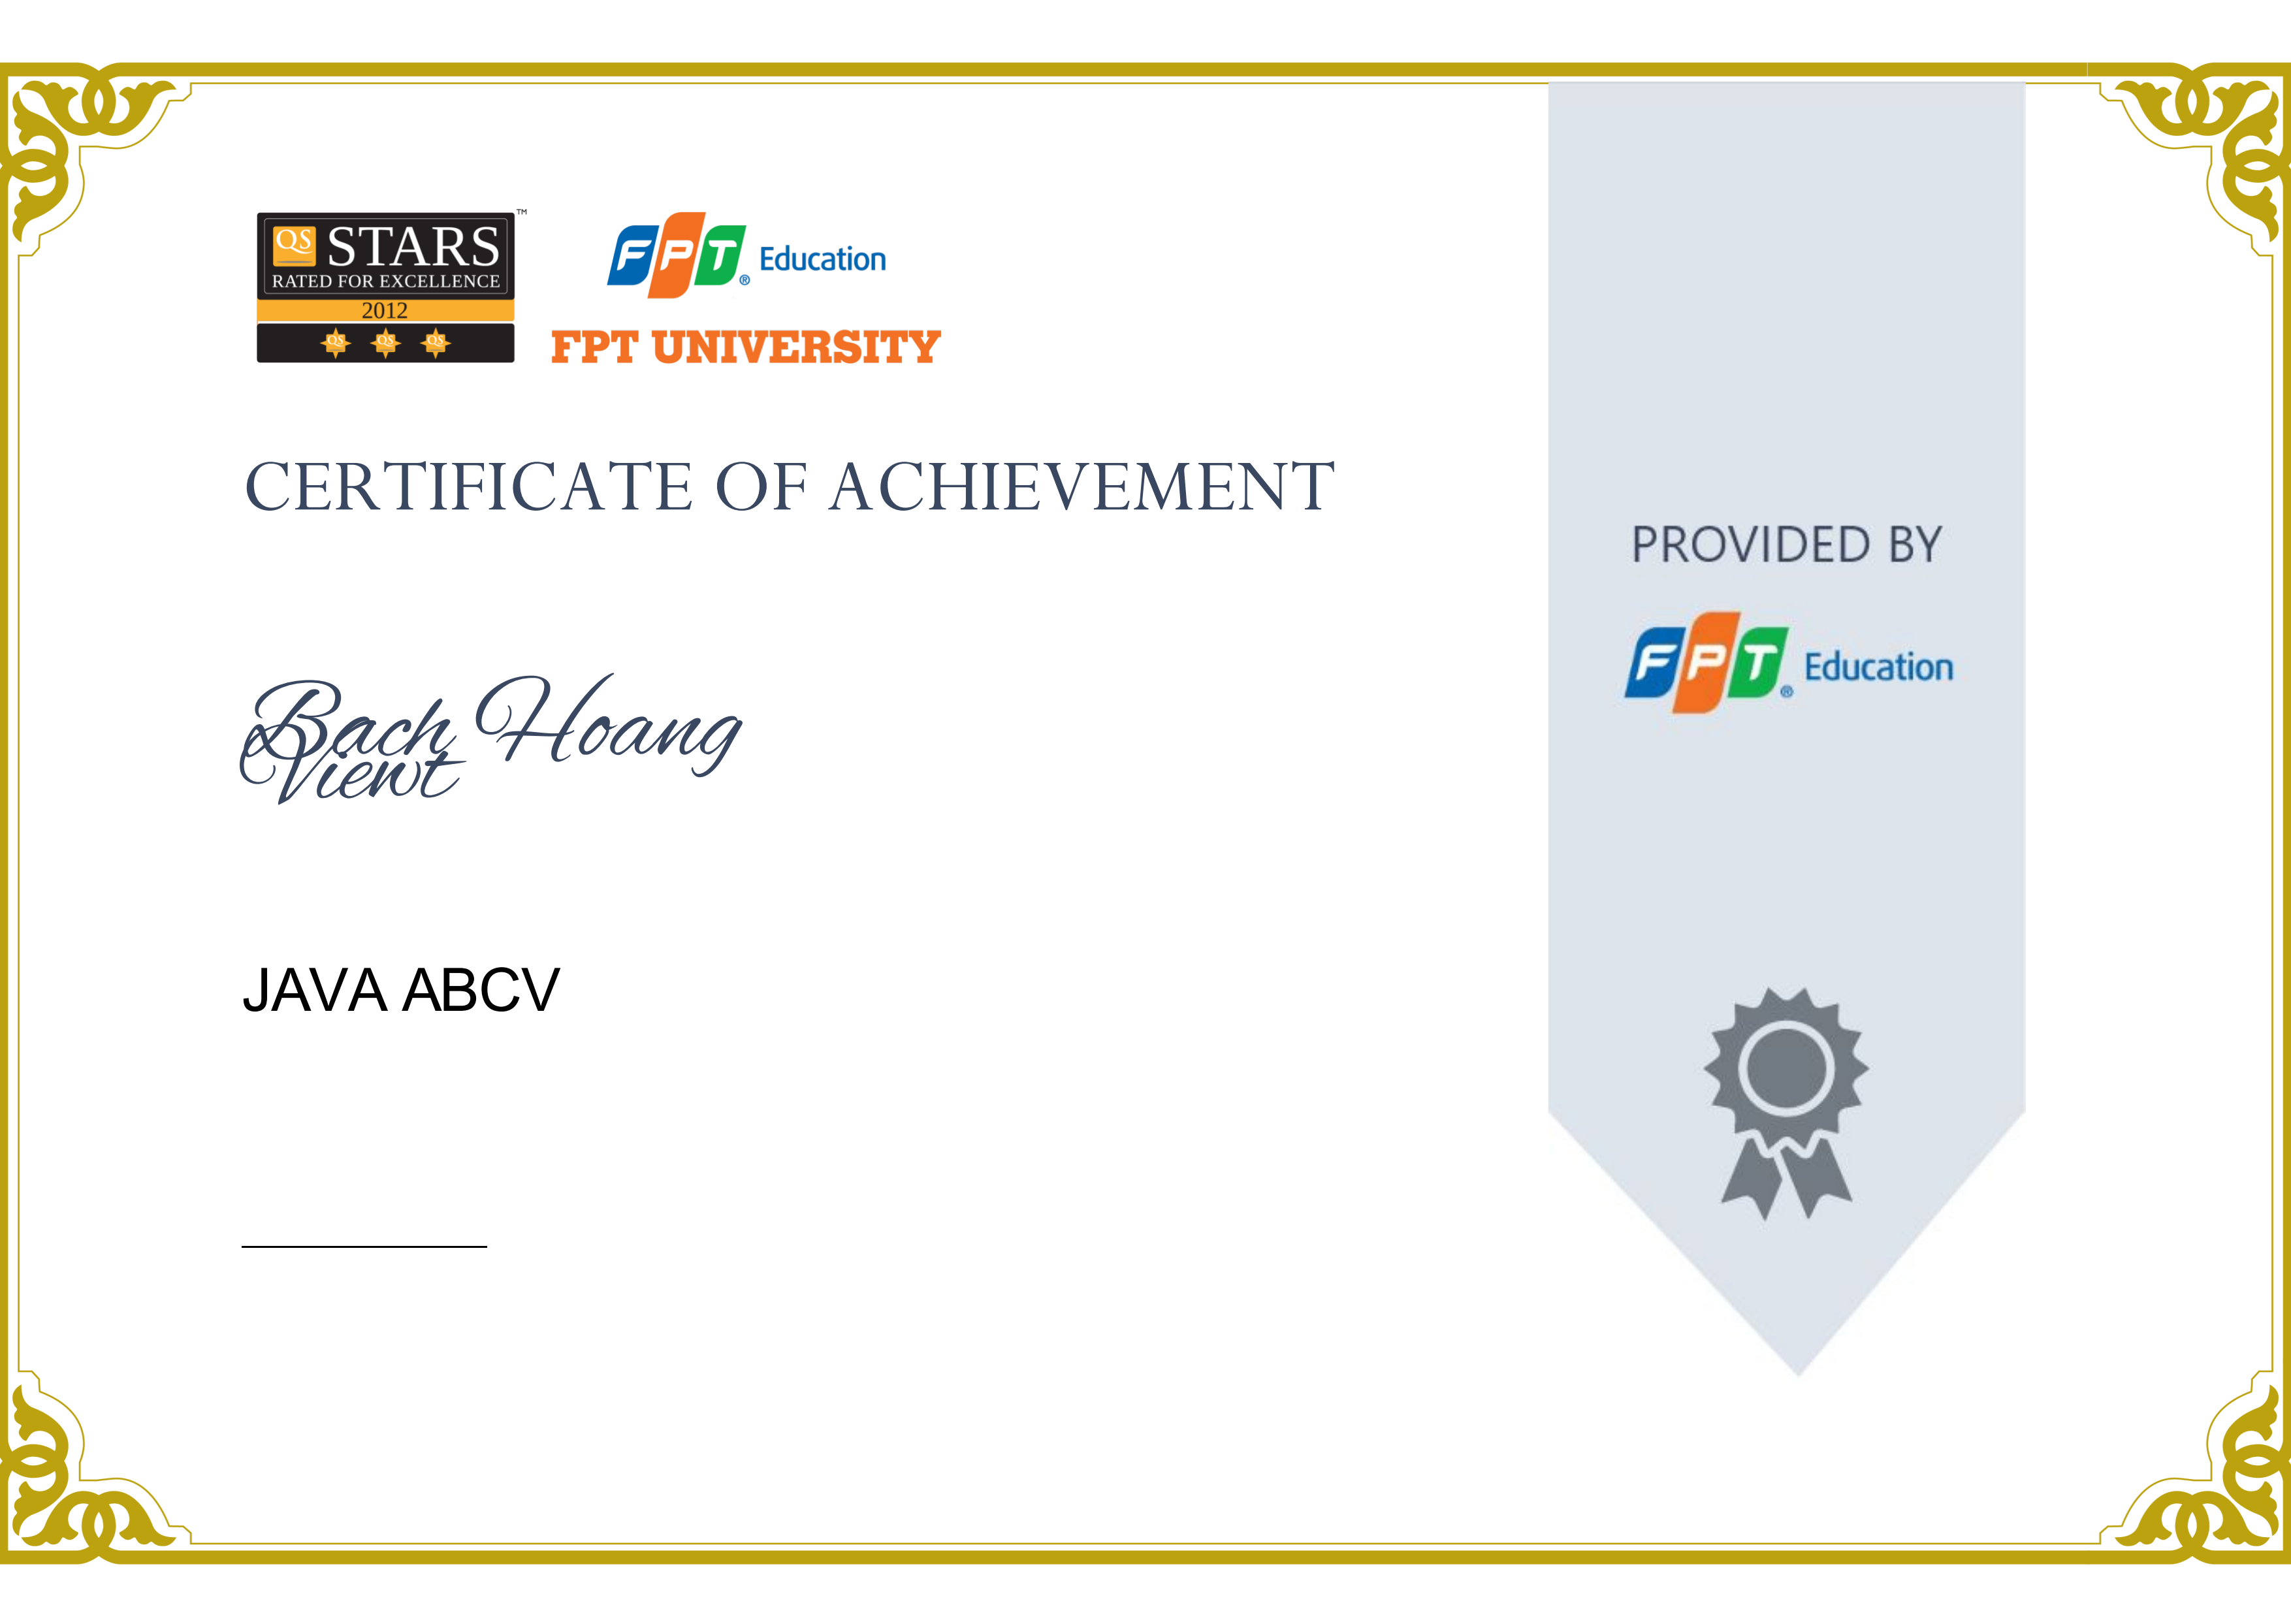 QS STARS™
RATED FOR EXCELLENCE
2012
QS QS QS
FPT® Education
FPT UNIVERSITY
CERTIFICATE OF ACHIEVEMENT
Bach Hoang
Vient
JAVA ABCV
PROVIDED BY
FPT® Education